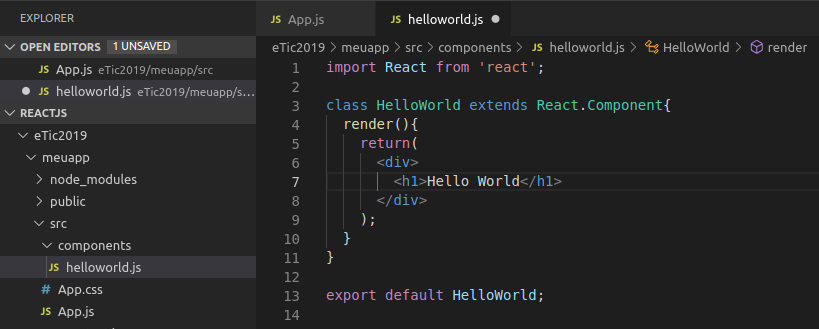 EXPLORER
OPEN EDITORS 1 UNSAVED
JS App.js eTic2019/meuapp/src
JS helloworld.js eTic2019/meuapp/s...
REACTJS
eTic2019
meuapp
node_modules
public
src
components
JS helloworld.js
# App.css
JS App.js
JS App.js JS helloworld.js
eTic2019 > meuapp > src > components > JS helloworld.js > HelloWorld > render
1 import React from 'react';
2
3 class HelloWorld extends React.Component{
4 render(){
5 return(
6 <div>
7 <h1>Hello World</h1>
8 </div>
9 );
10 }
11 }
12
13 export default HelloWorld;
14